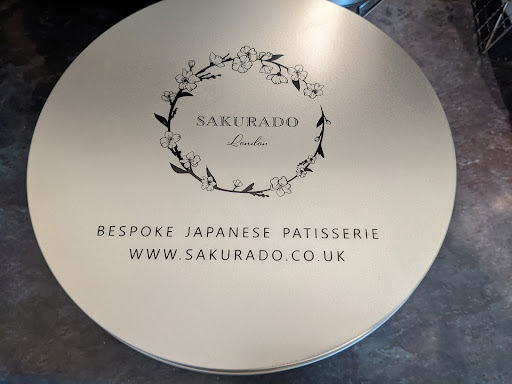 SAKURADO
London
BESPOKE JAPANESE PATISSERIE
WWW.SAKURADO.CO.UK